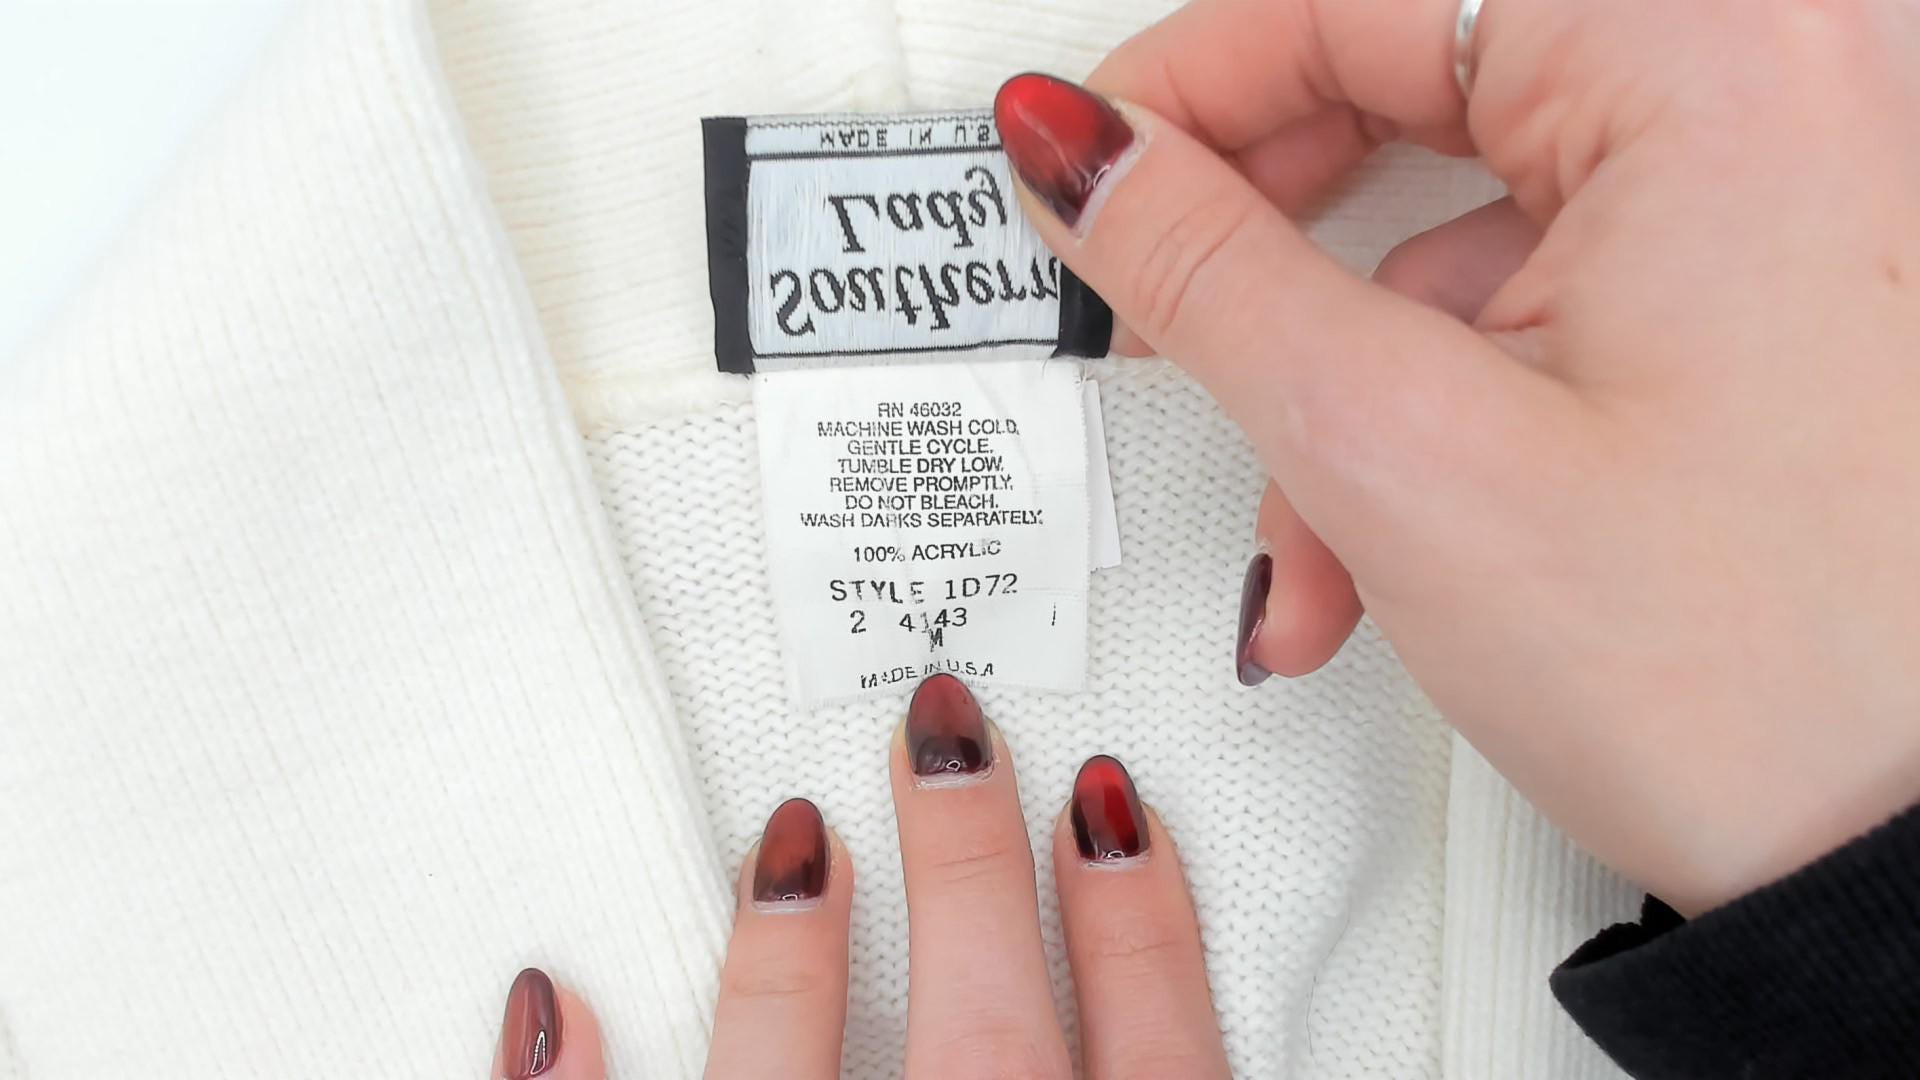 MADE IN U.S
Lady
Southern
RN 46032
MACHINE WASH COLD,
GENTLE CYCLE.
TUMBLE DRY LOW.
REMOVE PROMPTLY.
DO NOT BLEACH.
WASH DARKS SEPARATELY.
100% ACRYLIC
STYLE 1D72
2 4143
M
MADE IN U.S.A